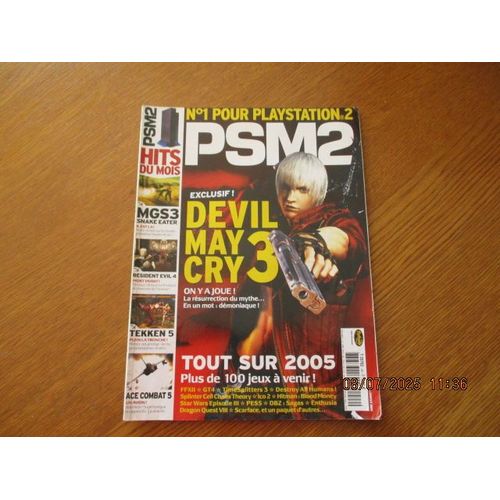 PSM2
HITS
DU MOIS
MGS3
SNAKE EATER
RESIDENT EVIL 4
TEKKEN 5
ACE COMBAT 5
N°1 POUR PLAYSTATION 2
PSM2
EXCLUSIF !
DEVIL
MAY
CRY 3
ON Y A JOUÉ !
La résurrection du mythe...
En un mot : démoniaque !
TOUT SUR 2005
Plus de 100 jeux à venir !
FFXII ☆ GT4 ☆ TimeSplitters 3 ☆ Destroy All Humans !
Splinter Cell Chaos Theory ☆ Ico 2 ☆ Hitman : Blood Money
Star Wars Episode III ☆ PES5 ☆ DBZ : Sagas ☆ Enthusia
Dragon Quest VIII ☆ Scarface, et un paquet d'autres...
08/07/2025 11:36